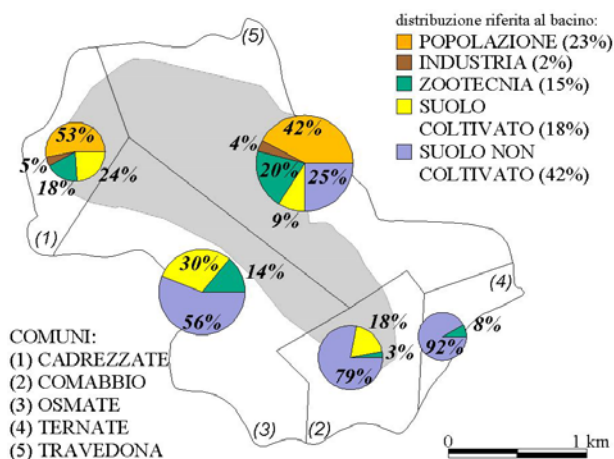 distribuzione riferita al bacino:
POPOLAZIONE (23%)
INDUSTRIA (2%)
ZOOTECNIA (15%)
SUOLO
COLTIVATO (18%)
SUOLO NON
COLTIVATO (42%)
(5)
53%
5%
18%
24%
42%
4%
20%
25%
9%
(1)
30%
14%
56%
(4)
18%
3%
79%
8%
92%
COMUNI:
(1) CADREZZATE
(2) COMABBIO
(3) OSMATE
(4) TERNATE
(5) TRAVEDONA
(3)
(2)
0
1 km